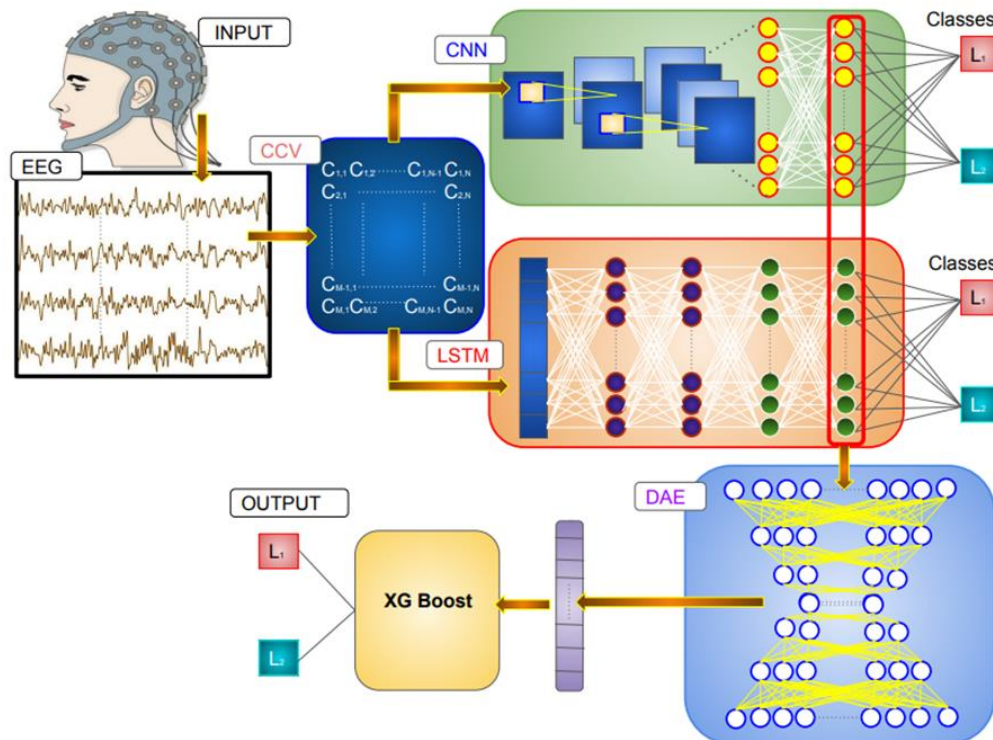 INPUT
EEG
CCV
C1,1 C1,2 ........ C1,N-1 C1,N
C2,1 ........ C2,N
CM-1,1 CM-1,N
CM,1 CM,2 ........ CM,N-1 CM,N
CNN
Classes
L1
L2
LSTM
Classes
L1
L2
DAE
OUTPUT
L1
L2
XG Boost